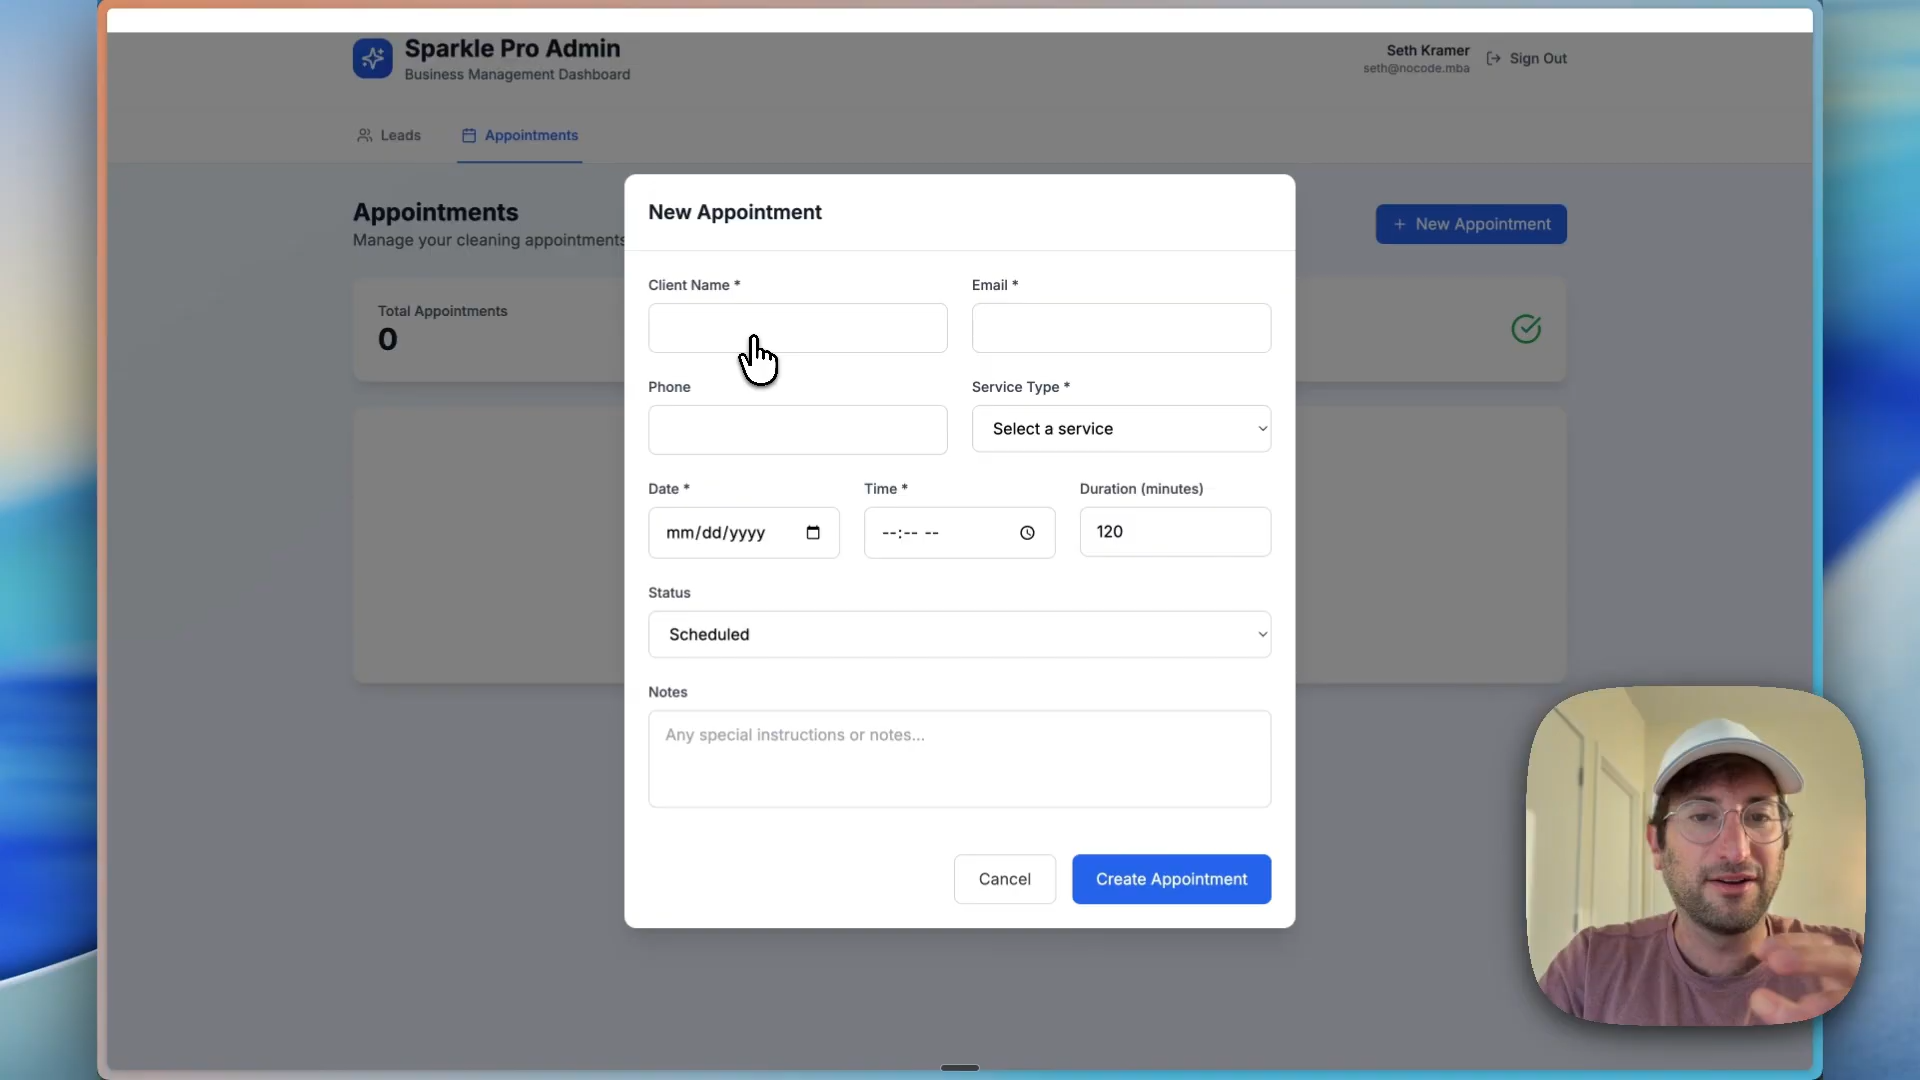 Sparkle Pro Admin
Business Management Dashboard
Seth Kramer
seth@nocode.mba
Sign Out
Leads
Appointments
Appointments
Manage your cleaning appointments
+ New Appointment
Total Appointments
0
New Appointment
Client Name *
Email *
Phone
Service Type *
Select a service
Date *
Time *
Duration (minutes)
mm/dd/yyyy
--:-- --
120
Status
Scheduled
Notes
Any special instructions or notes...
Cancel
Create Appointment